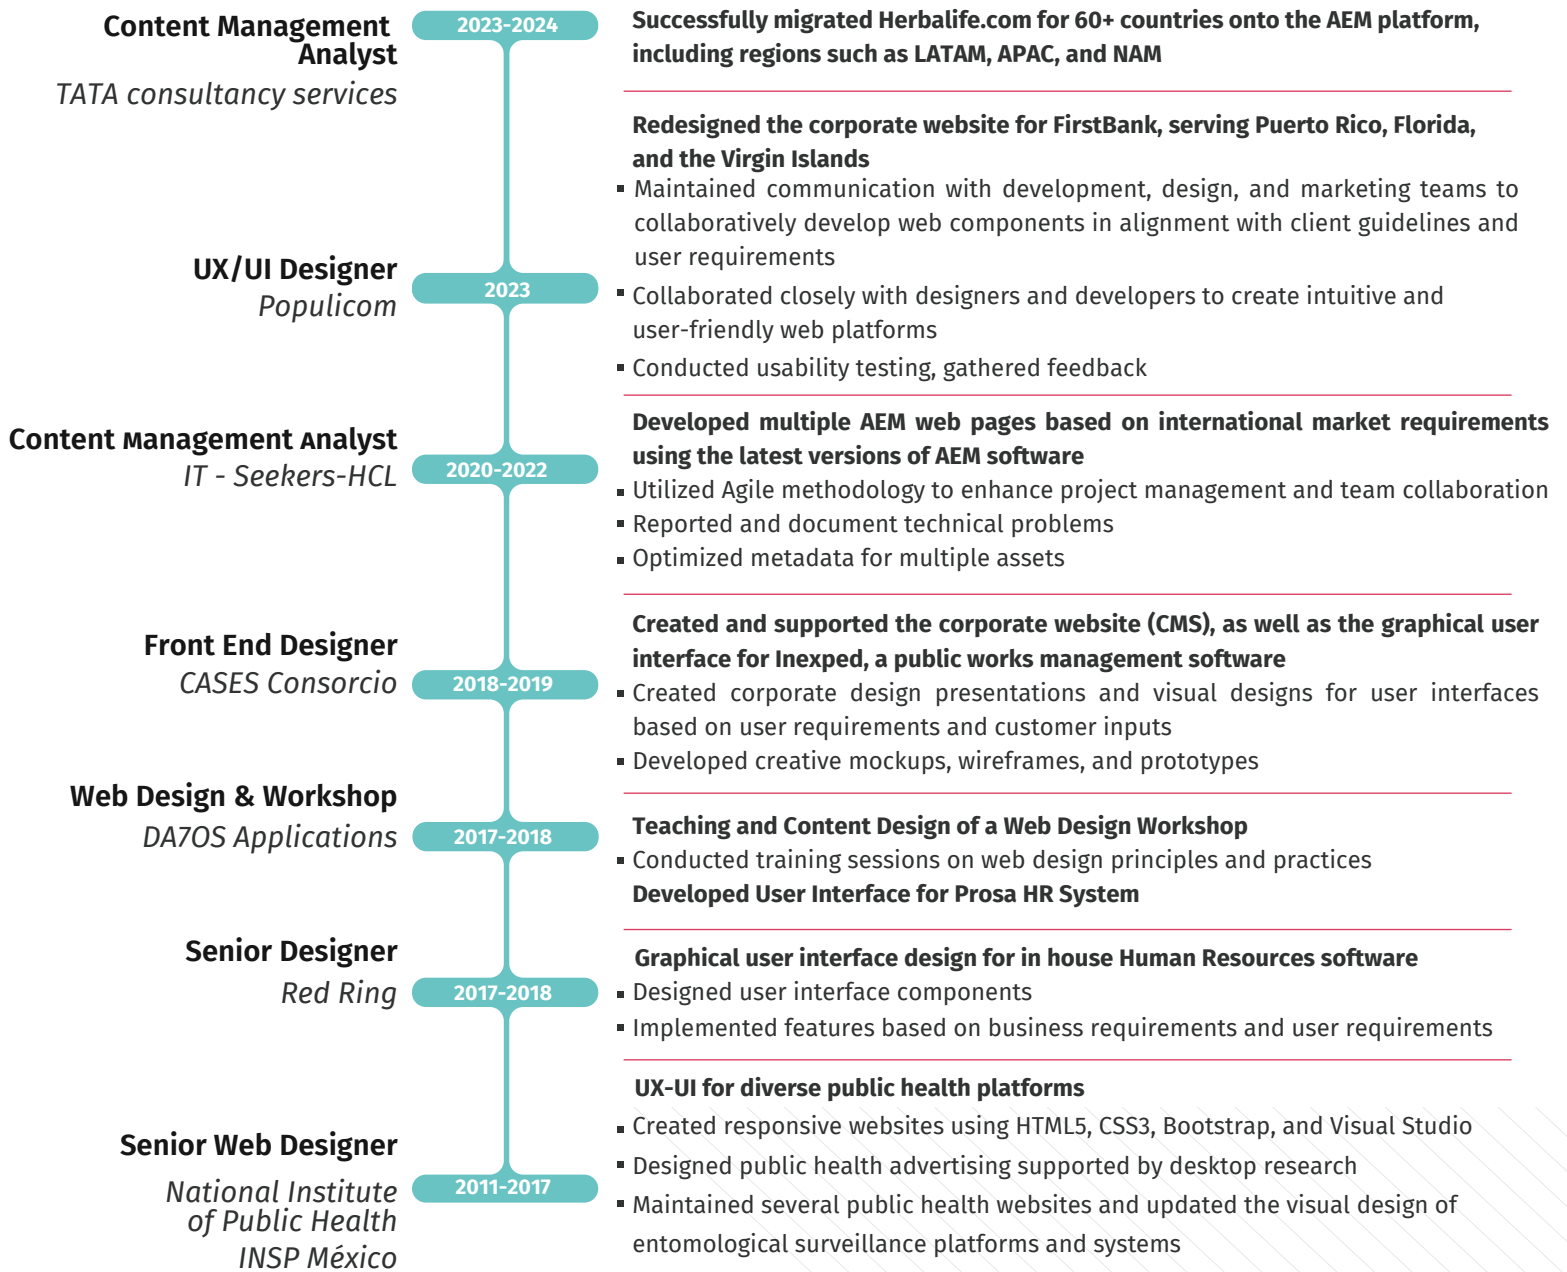 Content Management
Analyst
TATA consultancy services
2023-2024
Successfully migrated Herbalife.com for 60+ countries onto the AEM platform,
including regions such as LATAM, APAC, and NAM
UX/UI Designer
Populicom
2023
Redesigned the corporate website for FirstBank, serving Puerto Rico, Florida,
and the Virgin Islands
▪ Maintained communication with development, design, and marketing teams to
collaboratively develop web components in alignment with client guidelines and
user requirements
▪ Collaborated closely with designers and developers to create intuitive and
user-friendly web platforms
▪ Conducted usability testing, gathered feedback
Content Management Analyst
IT - Seekers-HCL
2020-2022
Developed multiple AEM web pages based on international market requirements
using the latest versions of AEM software
▪ Utilized Agile methodology to enhance project management and team collaboration
▪ Reported and document technical problems
▪ Optimized metadata for multiple assets
Front End Designer
CASES Consorcio
2018-2019
Created and supported the corporate website (CMS), as well as the graphical user
interface for Inexped, a public works management software
▪ Created corporate design presentations and visual designs for user interfaces
based on user requirements and customer inputs
▪ Developed creative mockups, wireframes, and prototypes
Web Design & Workshop
DA7OS Applications
2017-2018
Teaching and Content Design of a Web Design Workshop
▪ Conducted training sessions on web design principles and practices
Developed User Interface for Prosa HR System
Senior Designer
Red Ring
2017-2018
Graphical user interface design for in house Human Resources software
▪ Designed user interface components
▪ Implemented features based on business requirements and user requirements
Senior Web Designer
National Institute
of Public Health
INSP México
2011-2017
UX-UI for diverse public health platforms
▪ Created responsive websites using HTML5, CSS3, Bootstrap, and Visual Studio
▪ Designed public health advertising supported by desktop research
▪ Maintained several public health websites and updated the visual design of
entomological surveillance platforms and systems